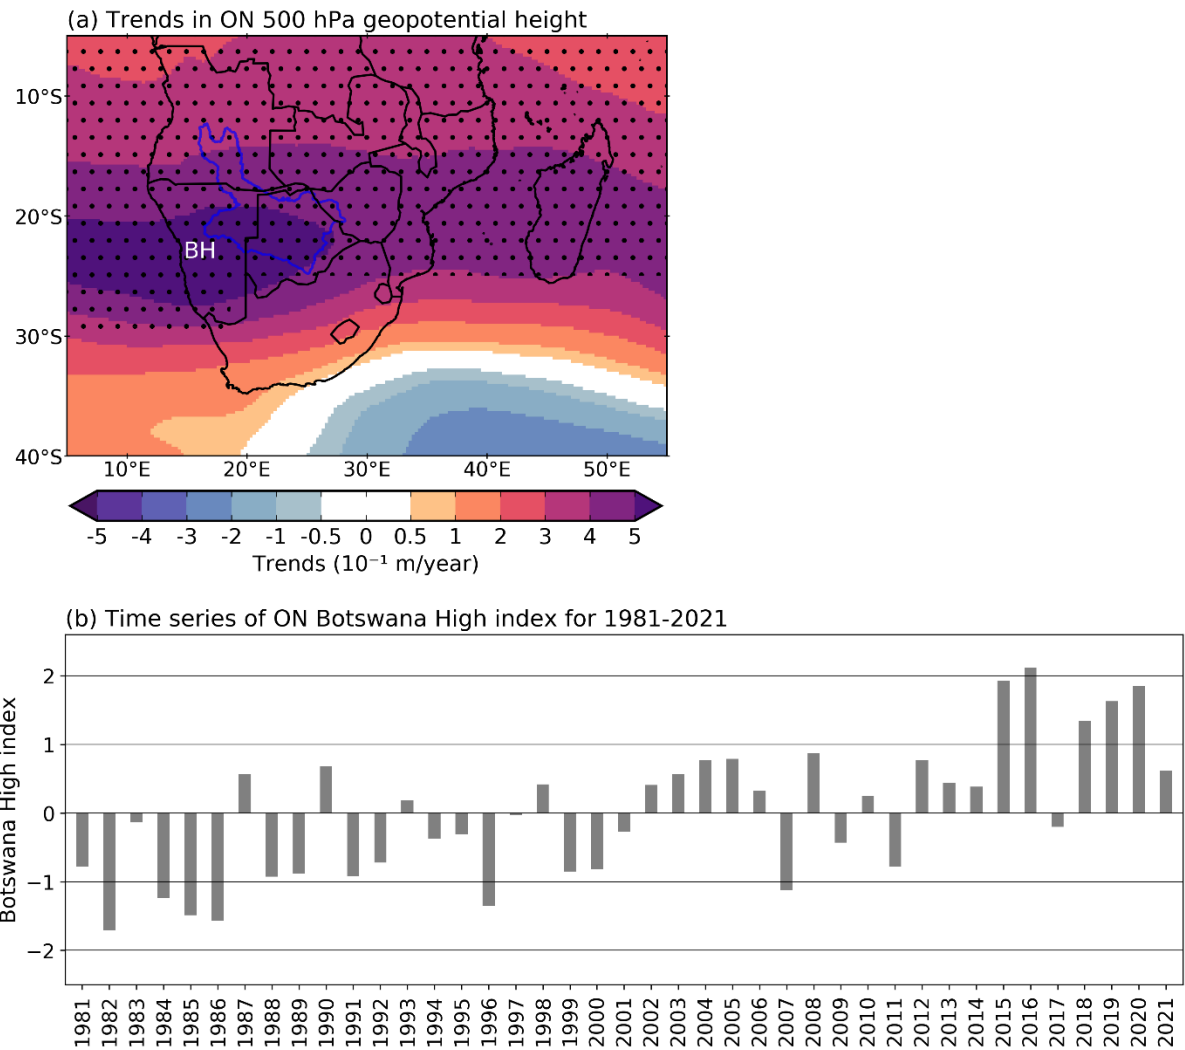 (a) Trends in ON 500 hPa geopotential height
10°S
20°S
30°S
40°S
BH
10°E 20°E 30°E 40°E 50°E
-5 -4 -3 -2 -1 -0.5 0 0.5 1 2 3 4 5
Trends (10⁻¹ m/year)
(b) Time series of ON Botswana High index for 1981-2021
Botswana High index
2
1
0
−1
−2
1981 1982 1983 1984 1985 1986 1987 1988 1989 1990 1991 1992 1993 1994 1995 1996 1997 1998 1999 2000 2001 2002 2003 2004 2005 2006 2007 2008 2009 2010 2011 2012 2013 2014 2015 2016 2017 2018 2019 2020 2021